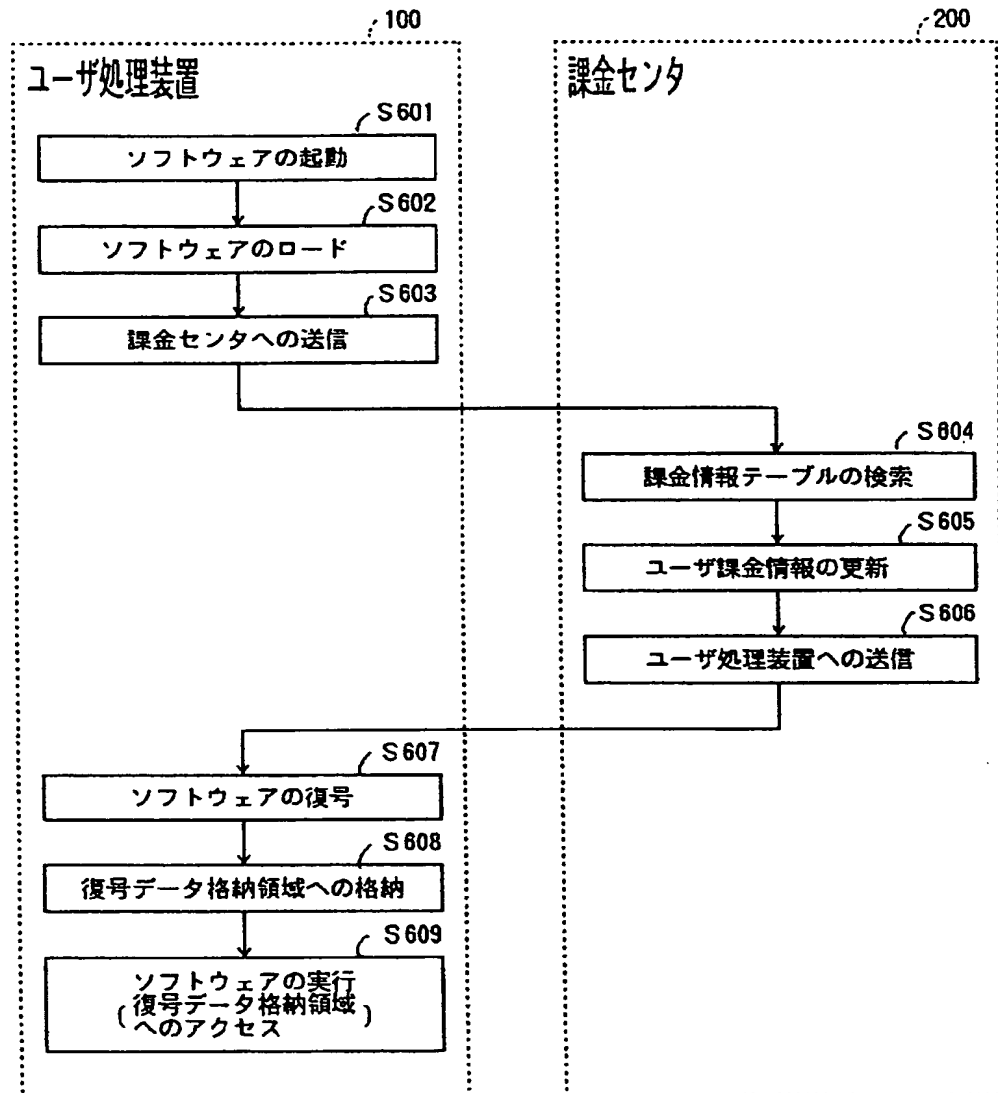 100
200
ユーザ処理装置
課金センタ
S601
ソフトウェアの起動
S602
ソフトウェアのロード
S603
課金センタへの送信
S604
課金情報テーブルの検索
S605
ユーザ課金情報の更新
S606
ユーザ処理装置への送信
S607
ソフトウェアの復号
S608
復号データ格納領域への格納
S609
ソフトウェアの実行
(復号データ格納領域
へのアクセス)